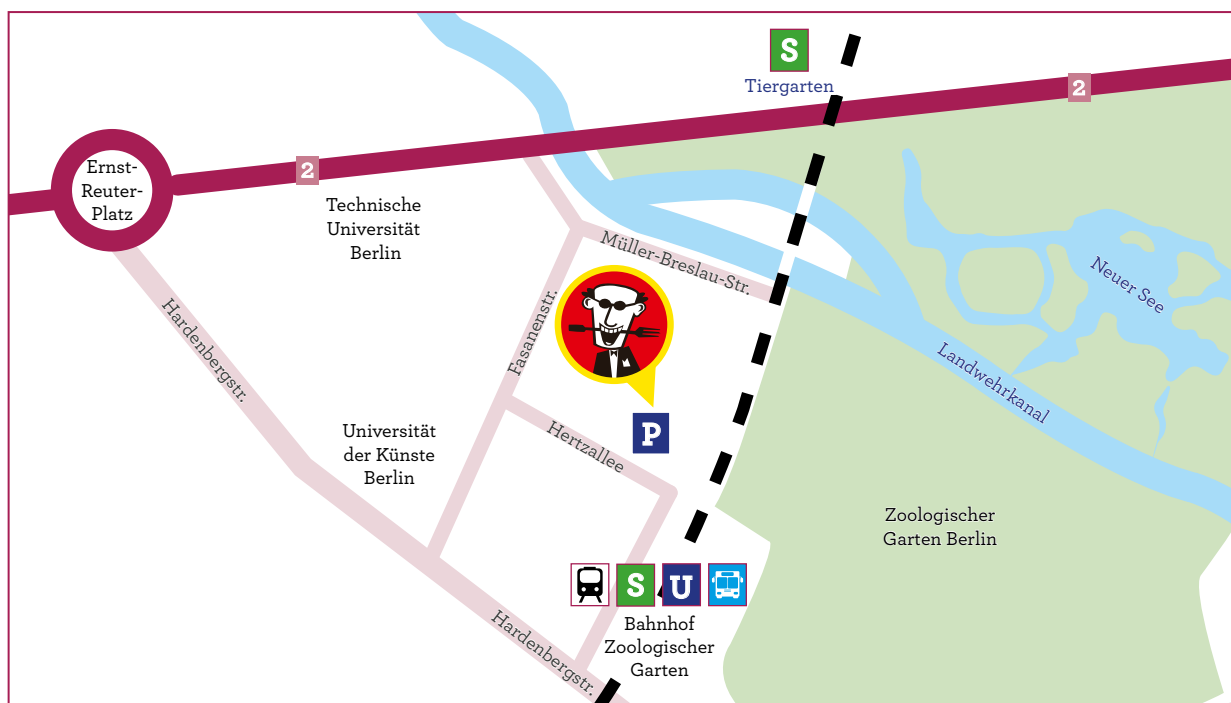 S
Tiergarten
2
2
Ernst-
Reuter-
Platz
Technische
Universität
Berlin
Müller-Breslau-Str.
Neuer See
Fasanenstr.
Hardenbergstr.
Landwehrkanal
P
Hertzallee
Universität
der Künste
Berlin
Zoologischer
Garten Berlin
S
U
Bahnhof
Zoologischer
Garten
Hardenbergstr.